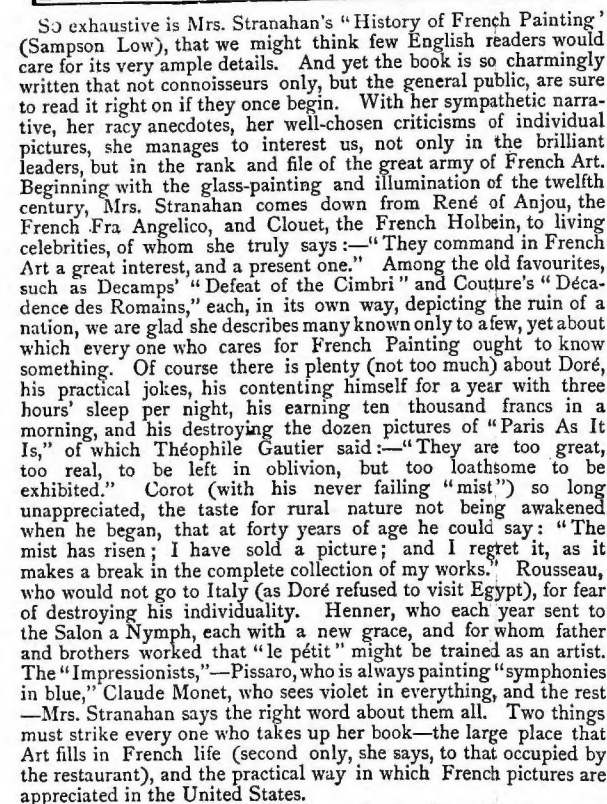 So exhaustive is Mrs. Stranahan's "History of French Painting'
(Sampson Low), that we might think few English readers would
care for its very ample details. And yet the book is so charmingly
written that not connoisseurs only, but the general public, are sure
to read it right on if they once begin. With her sympathetic narra-
tive, her racy anecdotes, her well-chosen criticisms of individual
pictures, she manages to interest us, not only in the brilliant
leaders, but in the rank and file of the great army of French Art.
Beginning with the glass-painting and illumination of the twelfth
century, Mrs. Stranahan comes down from René of Anjou, the
French Fra Angelico, and Clouet, the French Holbein, to living
celebrities, of whom she truly says :—"They command in French
Art a great interest, and a present one." Among the old favourites,
such as Decamps' "Defeat of the Cimbri" and Couture's "Déca-
dence des Romains," each, in its own way, depicting the ruin of a
nation, we are glad she describes many known only to a few, yet about
which every one who cares for French Painting ought to know
something. Of course there is plenty (not too much) about Doré,
his practical jokes, his contenting himself for a year with three
hours' sleep per night, his earning ten thousand francs in a
morning, and his destroying the dozen pictures of "Paris As It
Is," of which Théophile Gautier said :—"They are too great,
too real, to be left in oblivion, but too loathsome to be
exhibited." Corot (with his never failing "mist") so long
unappreciated, the taste for rural nature not being awakened
when he began, that at forty years of age he could say: "The
mist has risen; I have sold a picture; and I regret it, as it
makes a break in the complete collection of my works." Rousseau,
who would not go to Italy (as Doré refused to visit Egypt), for fear
of destroying his individuality. Henner, who each year sent to
the Salon a Nymph, each with a new grace, and for whom father
and brothers worked that "le pétit" might be trained as an artist.
The "Impressionists,"—Pissaro, who is always painting "symphonies
in blue," Claude Monet, who sees violet in everything, and the rest
—Mrs. Stranahan says the right word about them all. Two things
must strike every one who takes up her book—the large place that
Art fills in French life (second only, she says, to that occupied by
the restaurant), and the practical way in which French pictures are
appreciated in the United States.